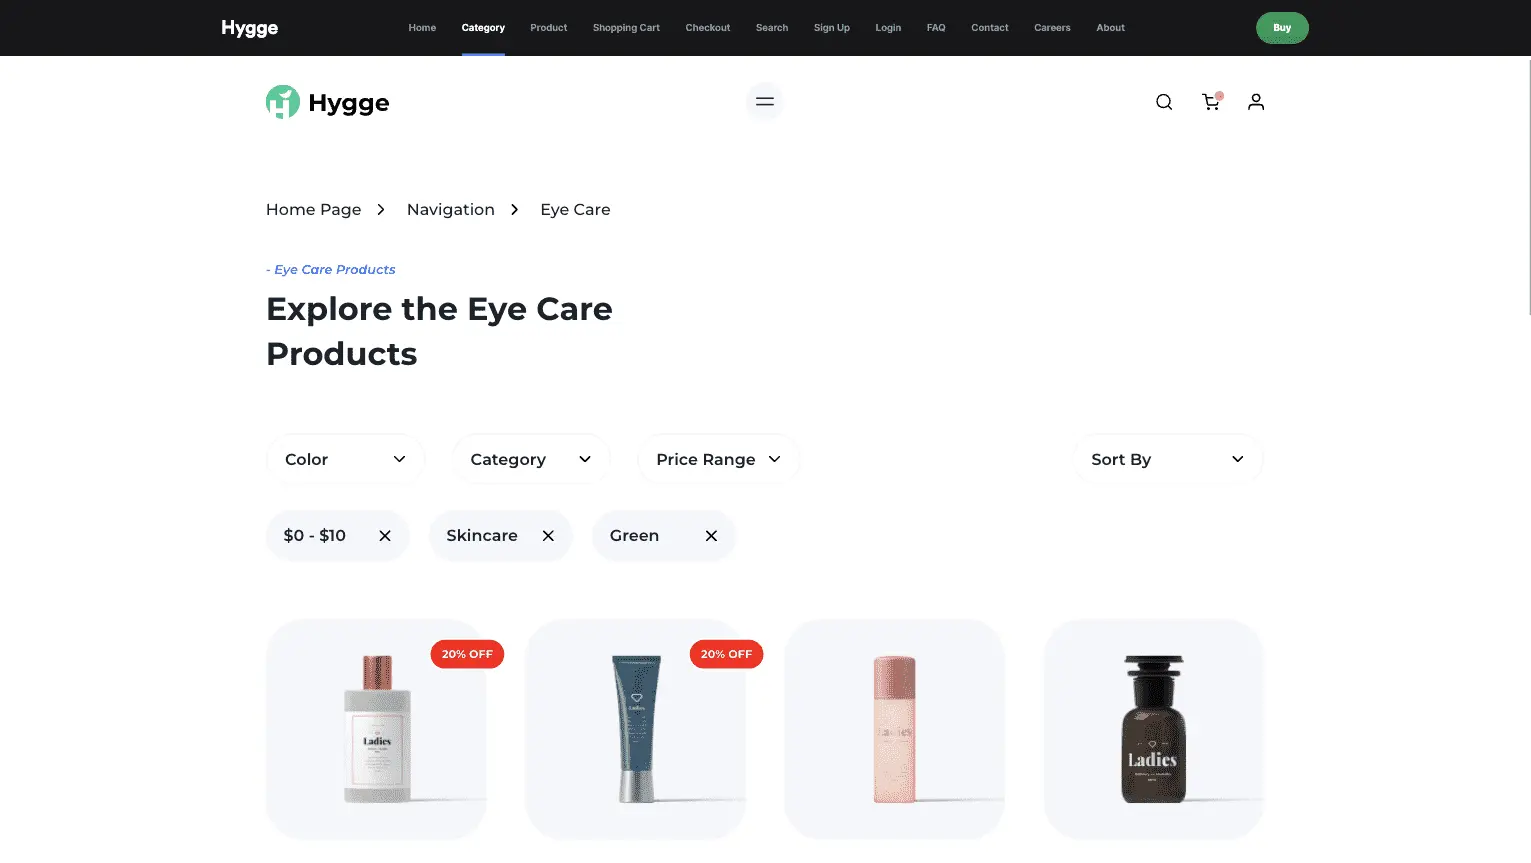 Hygge
Home Category Product Shopping Cart Checkout Search Sign Up Login FAQ Contact Careers About
Buy
Hygge
Home Page > Navigation > Eye Care
- Eye Care Products
Explore the Eye Care
Products
Color
Category
Price Range
Sort By
$0 - $10
Skincare
Green
20% OFF
20% OFF
Ladies
Ladies
Ladies
Ladies